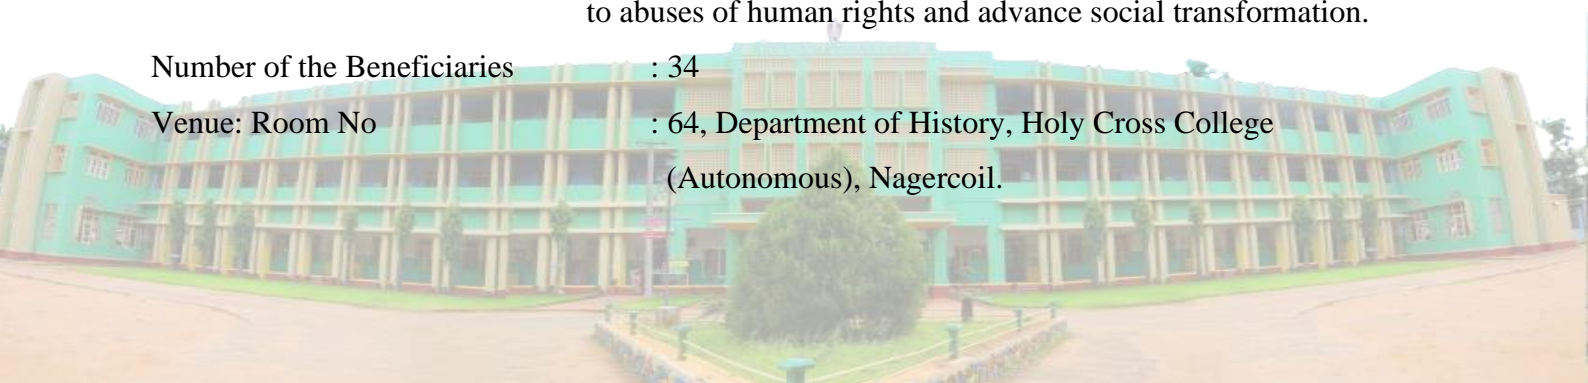 to abuses of human rights and advance social transformation.
Number of the Beneficiaries : 34
Venue: Room No : 64, Department of History, Holy Cross College
(Autonomous), Nagercoil.